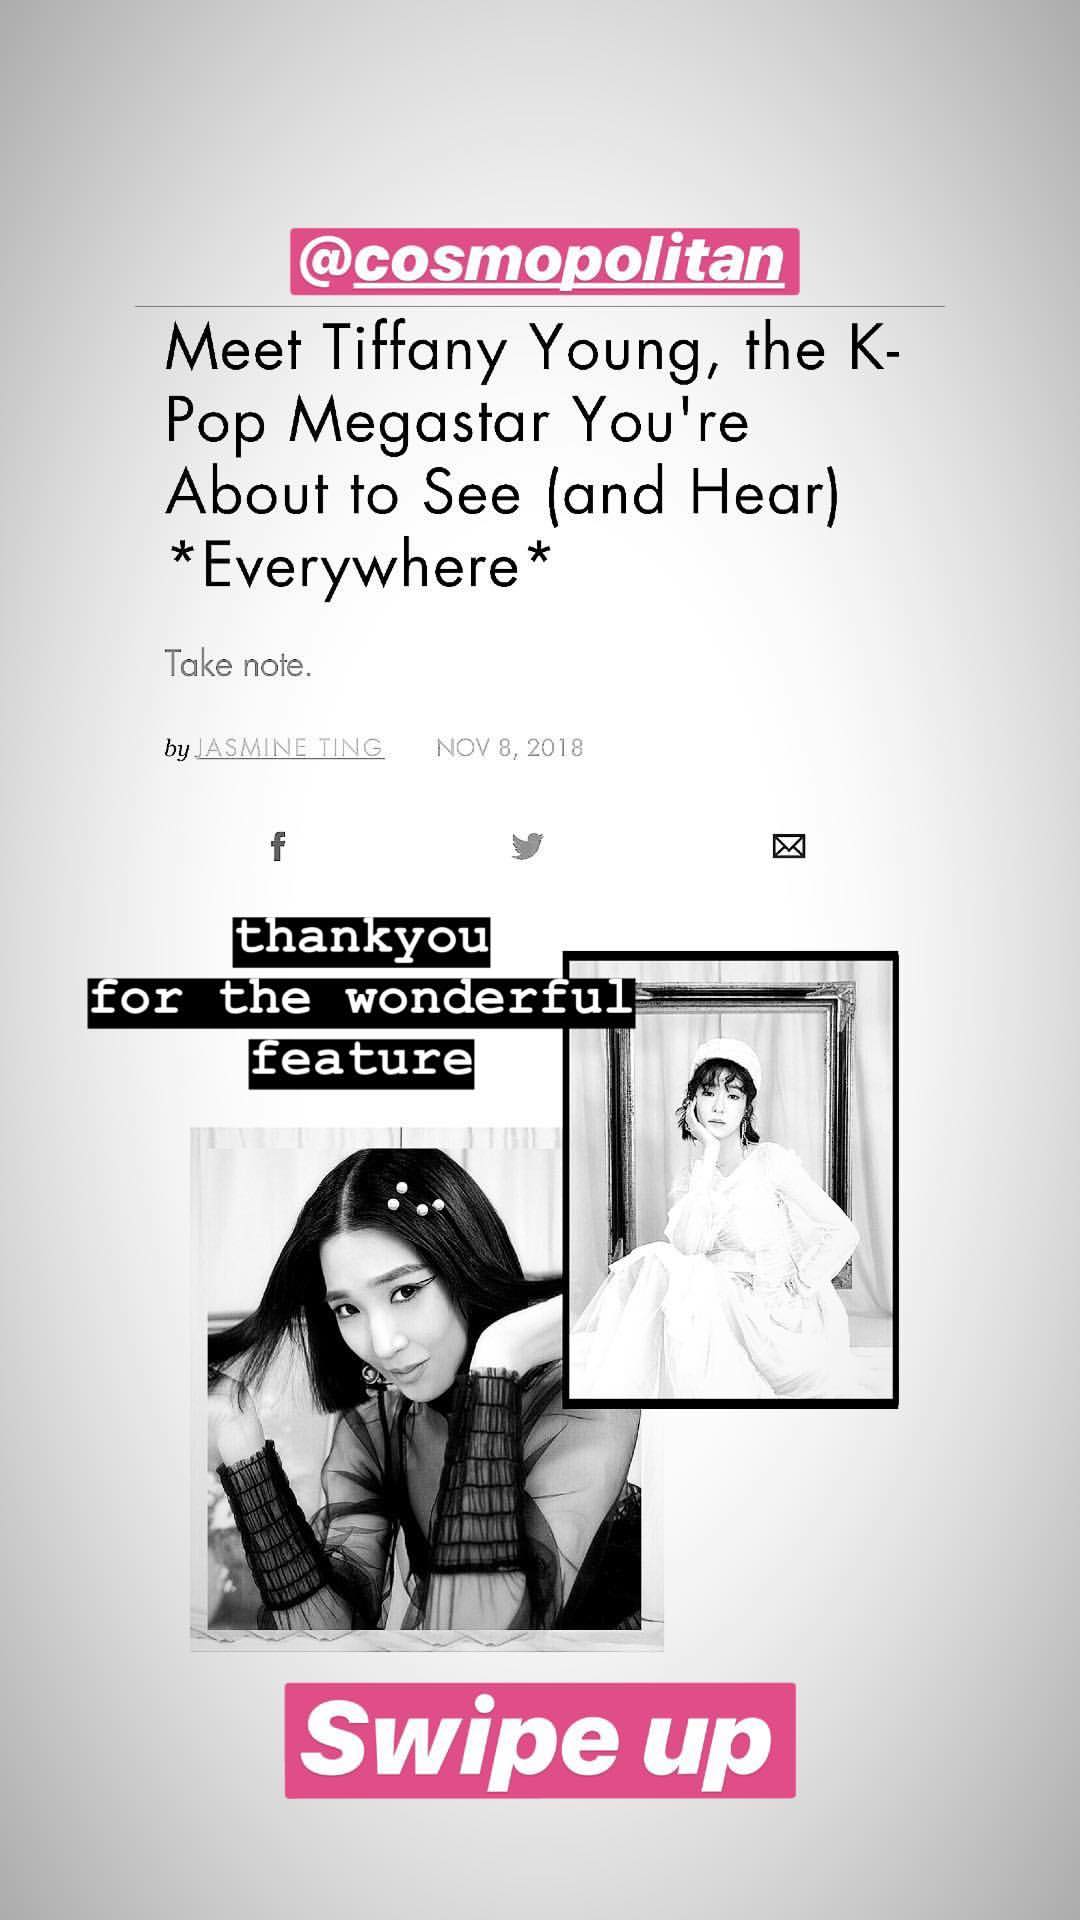 @cosmopolitan
Meet Tiffany Young, the K-
Pop Megastar You're
About to See (and Hear)
*Everywhere*
Take note.
by JASMINE TING NOV 8, 2018
thankyou
for the wonderful
feature
Swipe up